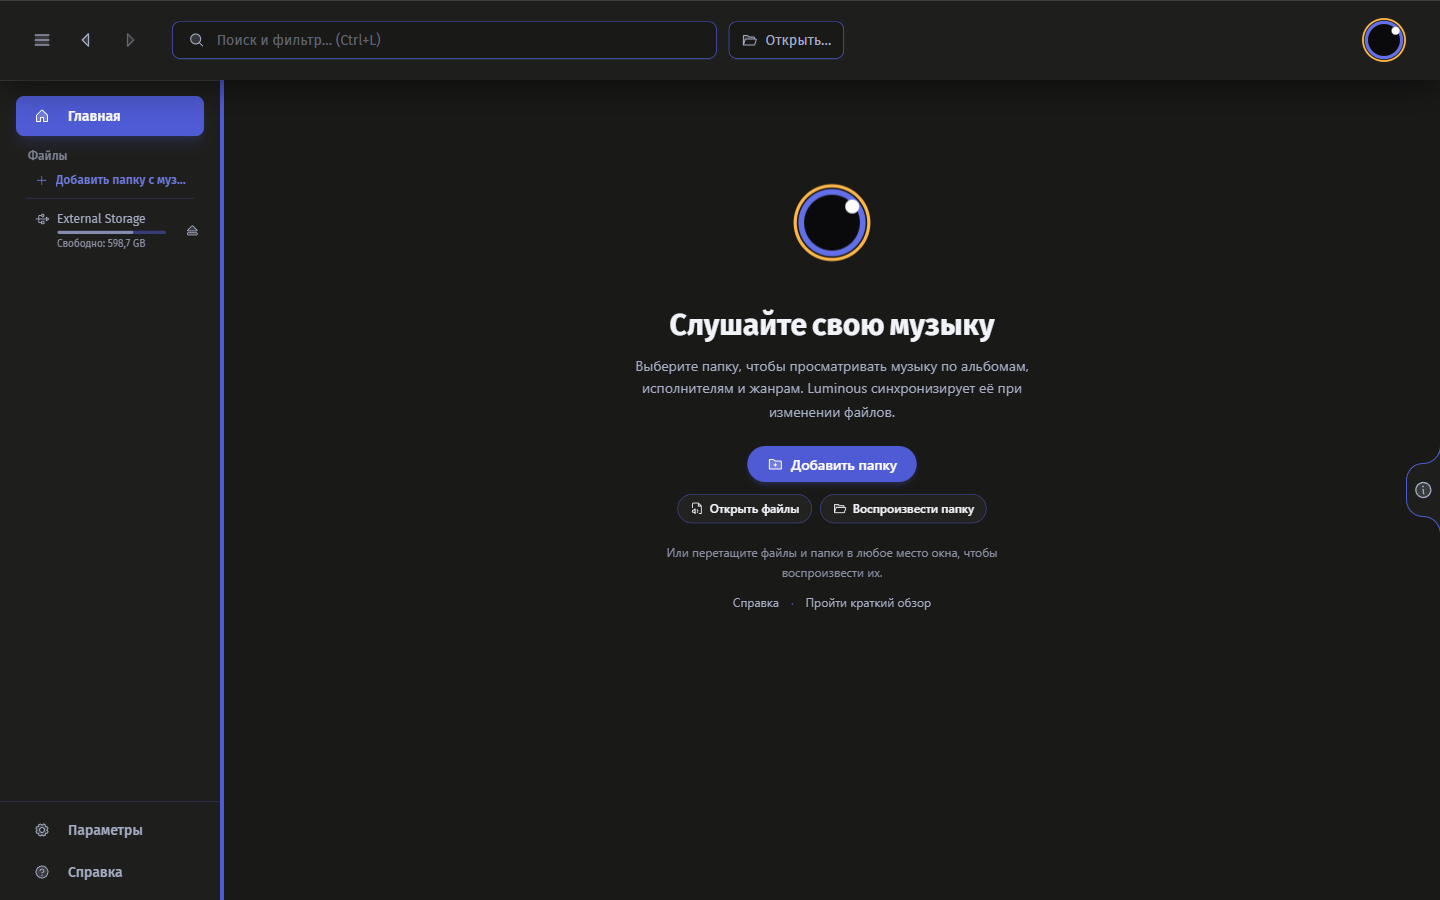 Поиск и фильтр... (Ctrl+L)
Открыть...
Главная
Файлы
Добавить папку с муз...
External Storage
Свободно: 598,7 GB
Слушайте свою музыку
Выберите папку, чтобы просматривать музыку по альбомам,
исполнителям и жанрам. Luminous синхронизирует её при
изменении файлов.
Добавить папку
Открыть файлы
Воспроизвести папку
Или перетащите файлы и папки в любое место окна, чтобы
воспроизвести их.
Справка · Пройти краткий обзор
Параметры
Справка